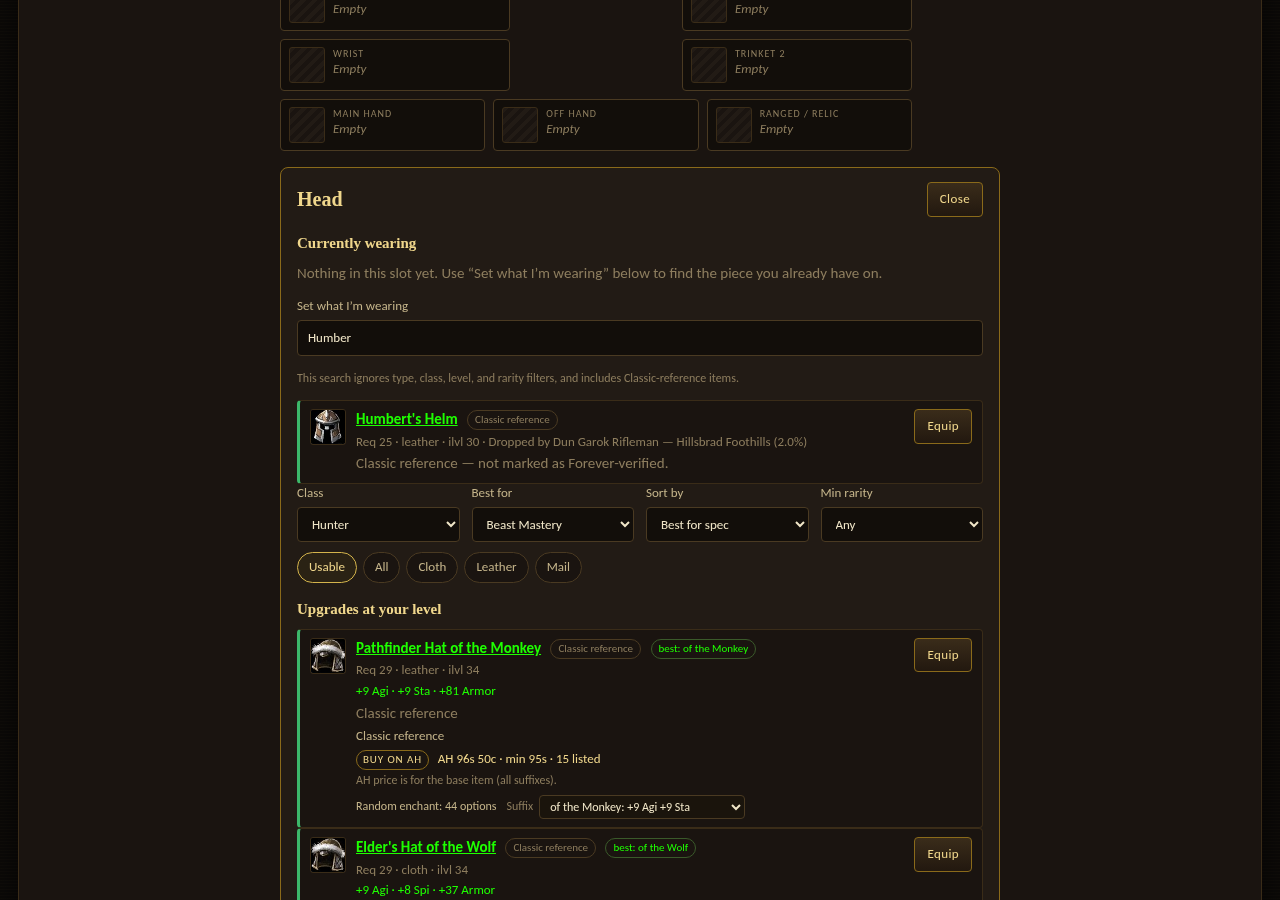 Empty
Empty
WRIST
Empty
TRINKET 2
Empty
MAIN HAND
Empty
OFF HAND
Empty
RANGED / RELIC
Empty
Head
Close
Currently wearing
Nothing in this slot yet. Use “Set what I’m wearing” below to find the piece you already have on.
Set what I'm wearing
Humber
This search ignores type, class, level, and rarity filters, and includes Classic-reference items.
Humbert's Helm Classic reference
Equip
Req 25 · leather · ilvl 30 · Dropped by Dun Garok Rifleman — Hillsbrad Foothills (2.0%)
Classic reference — not marked as Forever-verified.
Class Best for Sort by Min rarity
Hunter Beast Mastery Best for spec Any
Usable All Cloth Leather Mail
Upgrades at your level
Pathfinder Hat of the Monkey Classic reference best: of the Monkey
Equip
Req 29 · leather · ilvl 34
+9 Agi · +9 Sta · +81 Armor
Classic reference
Classic reference
BUY ON AH AH 96s 50c · min 95s · 15 listed
AH price is for the base item (all suffixes).
Random enchant: 44 options Suffix of the Monkey: +9 Agi +9 Sta
Elder's Hat of the Wolf Classic reference best: of the Wolf
Equip
Req 29 · cloth · ilvl 34
+9 Agi · +8 Spi · +37 Armor